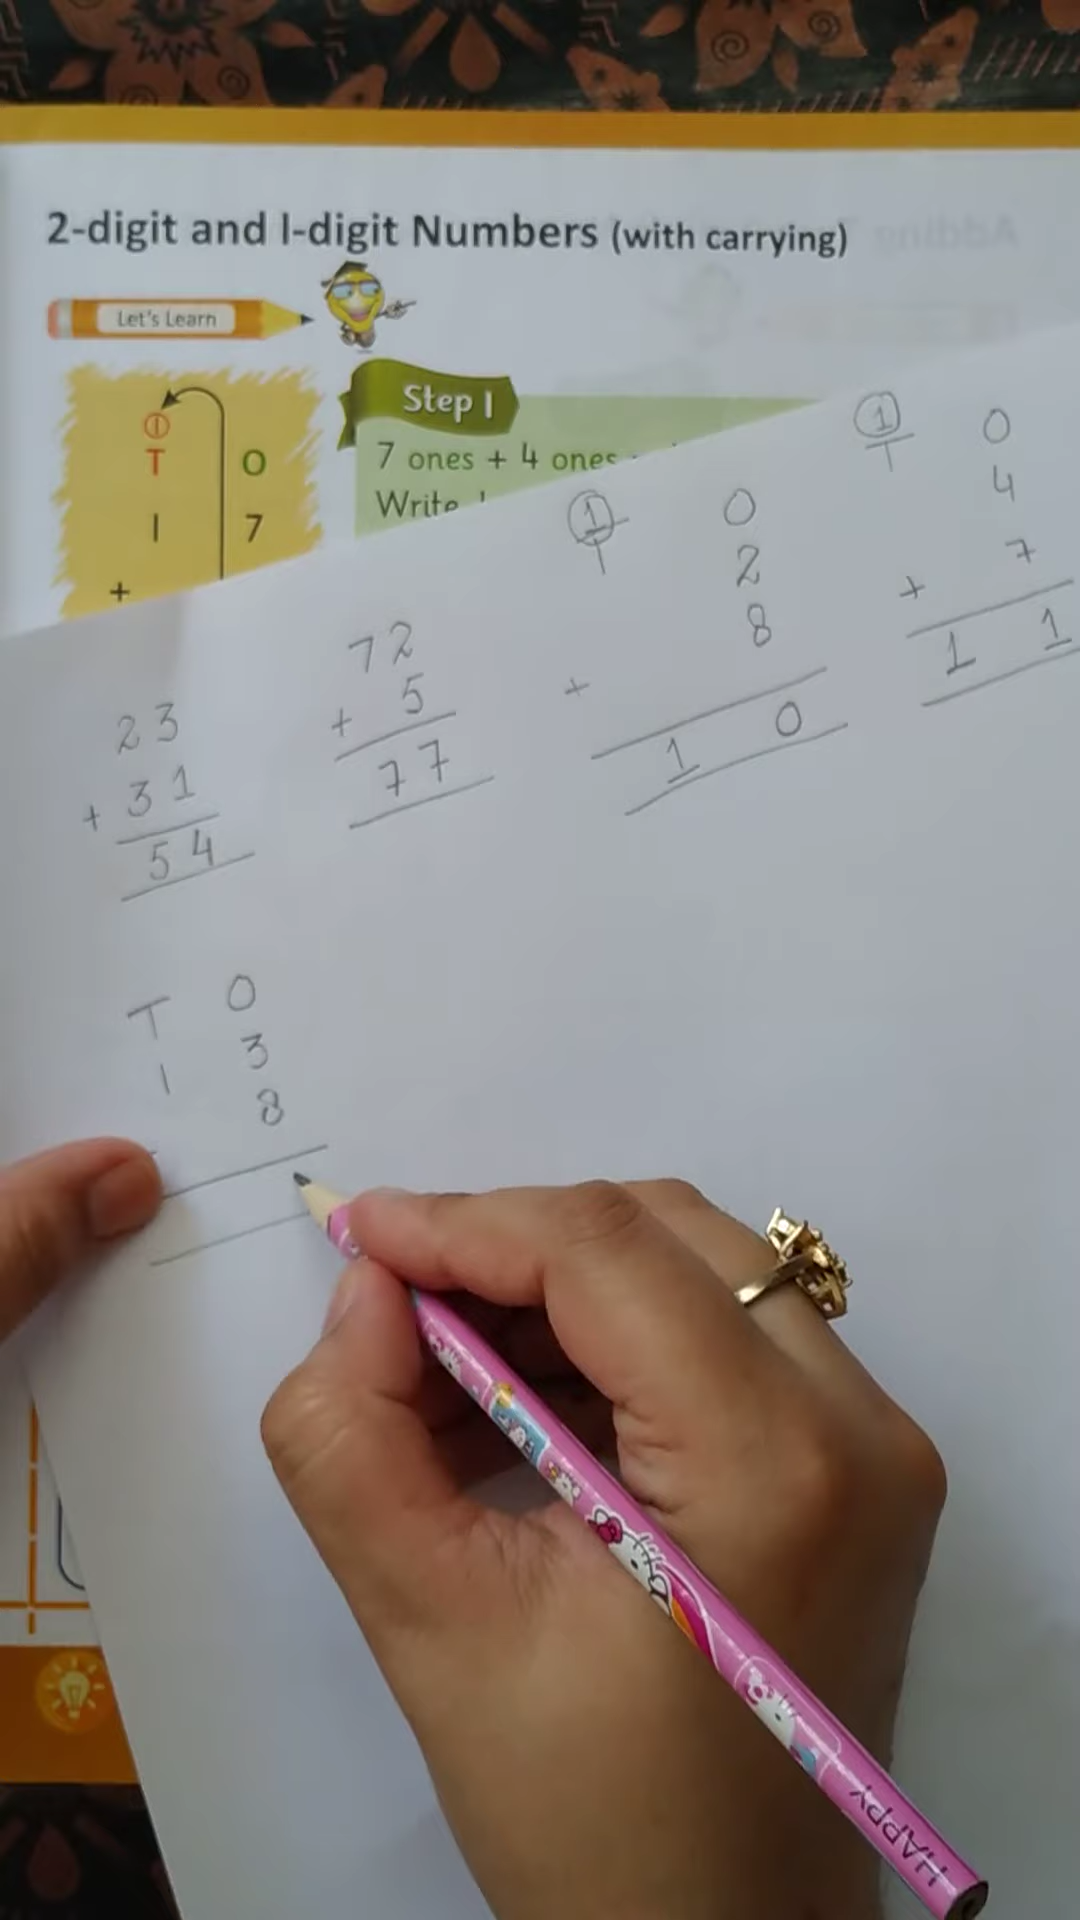 2-digit and 1-digit Numbers (with carrying)
Let's Learn
Step 1
1
T O
1 7
+
7 ones + 4 ones
Write
23
+ 31
54
72
+ 5
77
1
T O
2
+ 8
1 0
1
T O
4
+ 7
1 1
T O
1 3
8
HAPPY